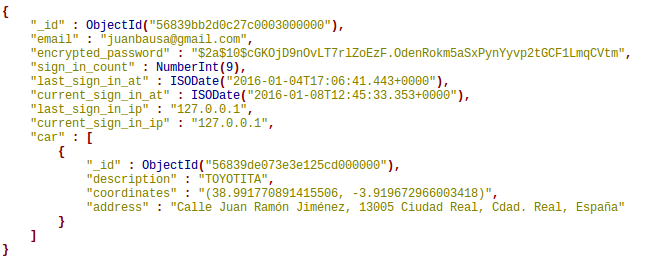 {
"_id" : ObjectId("56839bb2d0c27c0003000000"),
"email" : "juanbausa@gmail.com",
"encrypted_password" : "$2a$10$cGKOjD9nOvLT7rlZoEzF.OdenRokm5aSxPynYyvp2tGCF1LmqCVtm",
"sign_in_count" : NumberInt(9),
"last_sign_in_at" : ISODate("2016-01-04T17:06:41.443+0000"),
"current_sign_in_at" : ISODate("2016-01-08T12:45:33.353+0000"),
"last_sign_in_ip" : "127.0.0.1",
"current_sign_in_ip" : "127.0.0.1",
"car" : [
{
"_id" : ObjectId("56839de073e3e125cd000000"),
"description" : "TOYOTITA",
"coordinates" : "(38.991770891415506, -3.919672966003418)",
"address" : "Calle Juan Ramón Jiménez, 13005 Ciudad Real, Cdad. Real, España"
}
]
}